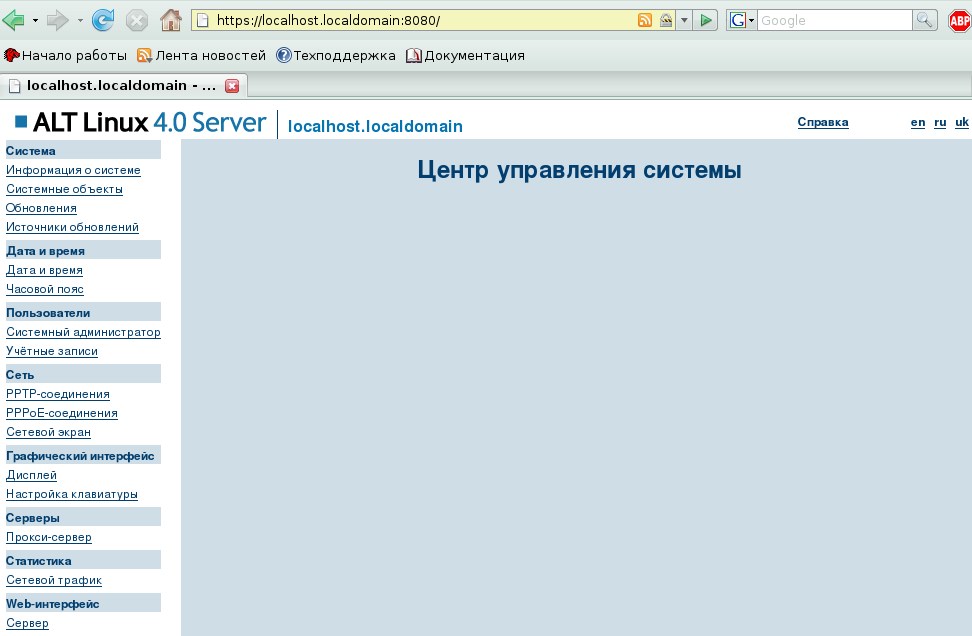 https://localhost.localdomain:8080/
G Google
ABP
Начало работы Лента новостей Техподдержка Документация
localhost.localdomain - ...
ALT Linux 4.0 Server localhost.localdomain Справка en ru uk
Центр управления системы
Система
Информация о системе
Системные объекты
Обновления
Источники обновлений
Дата и время
Дата и время
Часовой пояс
Пользователи
Системный администратор
Учётные записи
Сеть
PPTP-соединения
PPPoE-соединения
Сетевой экран
Графический интерфейс
Дисплей
Настройка клавиатуры
Серверы
Прокси-сервер
Статистика
Сетевой трафик
Web-интерфейс
Сервер